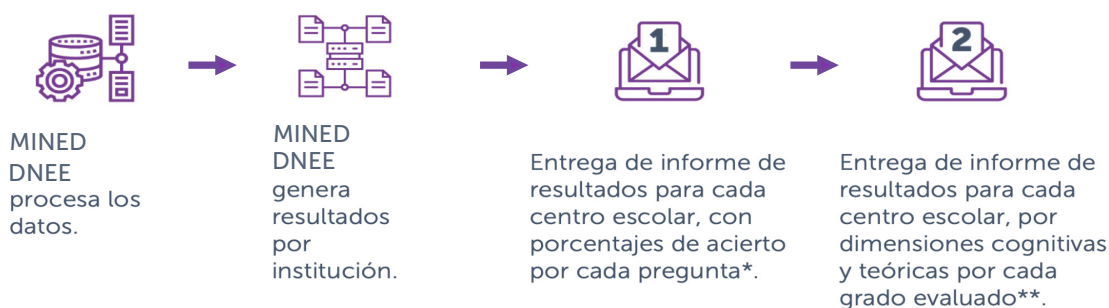 1
2
MINED
DNEE
procesa los
datos.
MINED
DNEE
genera
resultados
por
institución.
Entrega de informe de
resultados para cada
centro escolar, con
porcentajes de acierto
por cada pregunta*.
Entrega de informe de
resultados para cada
centro escolar, por
dimensiones cognitivas
y teóricas por cada
grado evaluado**.